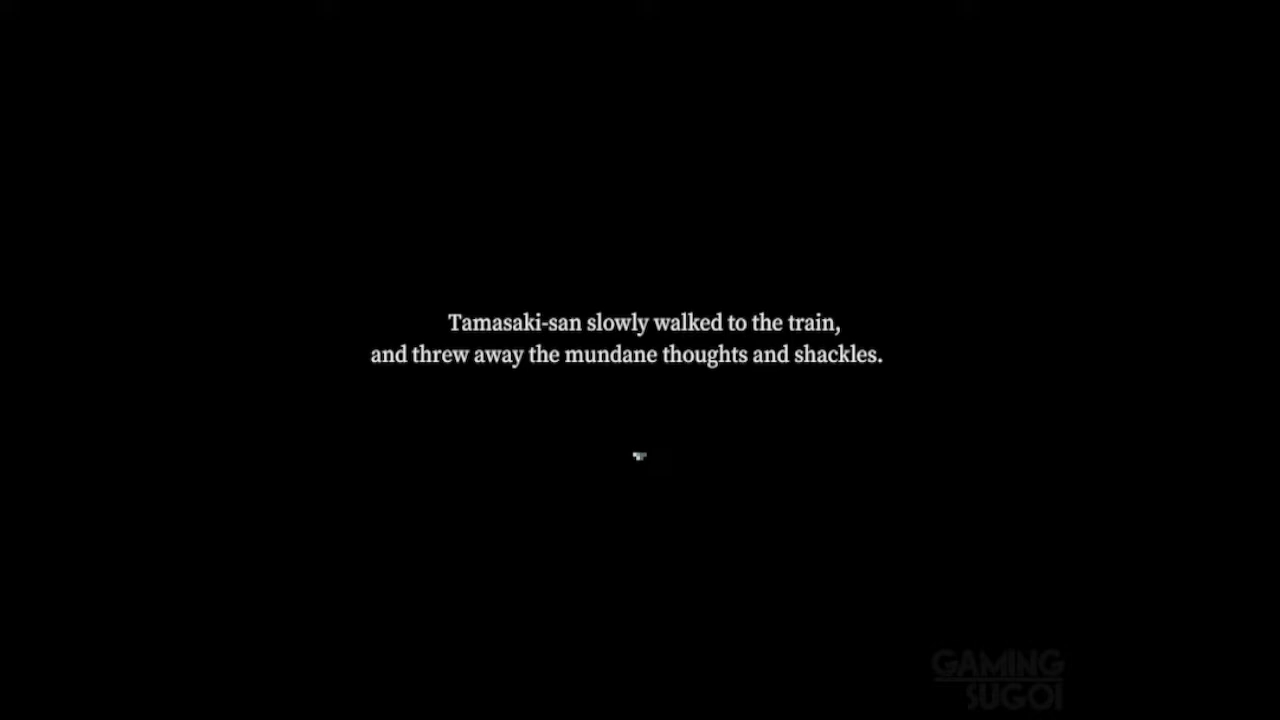 Tamasaki-san slowly walked to the train,
and threw away the mundane thoughts and shackles.
GAMING
SUGOI